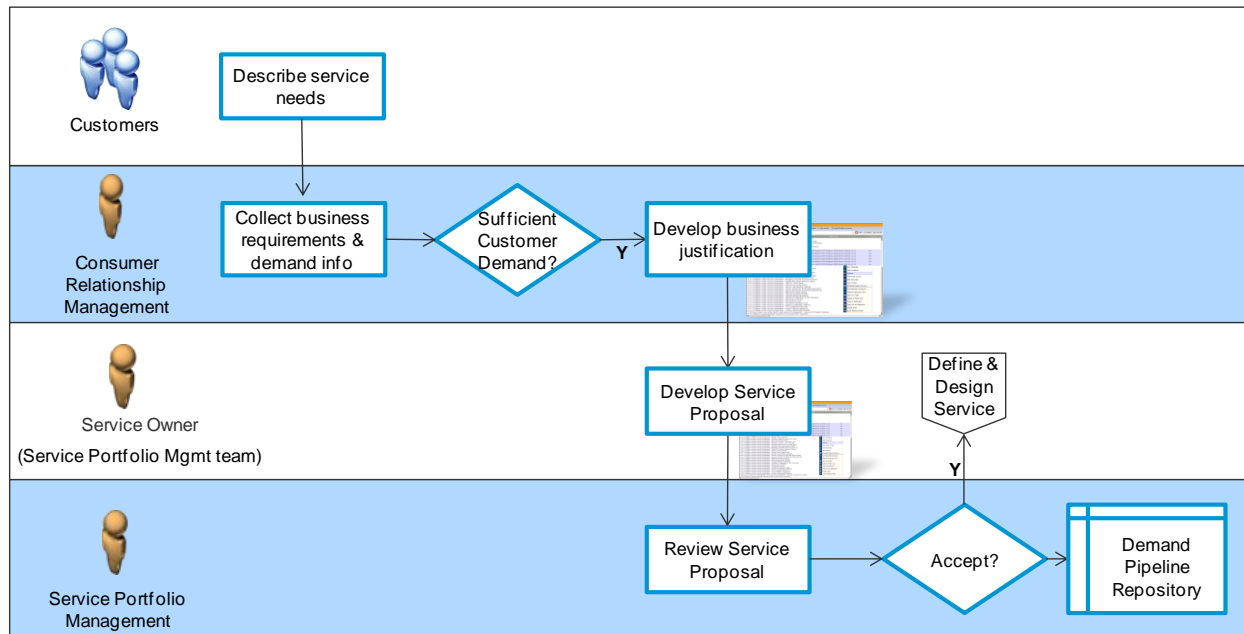 Customers
Describe service
needs
Consumer
Relationship
Management
Collect business
requirements &
demand info
Sufficient
Customer
Demand?
Y
Develop business
justification
Service Owner
(Service Portfolio Mgmt team)
Develop Service
Proposal
Define &
Design
Service
Y
Service Portfolio
Management
Review Service
Proposal
Accept?
Demand
Pipeline
Repository